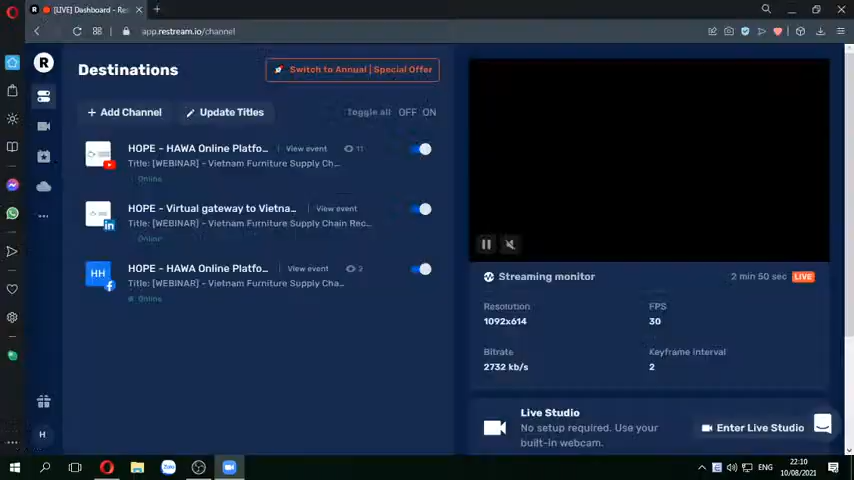 [LIVE] Dashboard - Res
88
app.restream.io/channel
R
Destinations
Switch to Annual | Special Offer
+ Add Channel
Update Titles
Toggle all OFF ON
HOPE - HAWA Online Platfo... View event 11
Title: [WEBINAR] - Vietnam Furniture Supply Ch...
Online
HOPE - Virtual gateway to Vietna... View event
in
Title: [WEBINAR] - Vietnam Furniture Supply Chain Rec...
Online
HOPE - HAWA Online Platfo... View event 2
HH
Title: [WEBINAR] - Vietnam Furniture Supply Cha...
Online
Streaming monitor 2 min 50 sec LIVE
Resolution FPS
1092x614 30
Bitrate Keyframe interval
2732 kb/s 2
Live Studio
No setup required. Use your
built-in webcam.
Enter Live Studio
H
Zalo
ENG
22:10
10/08/2021